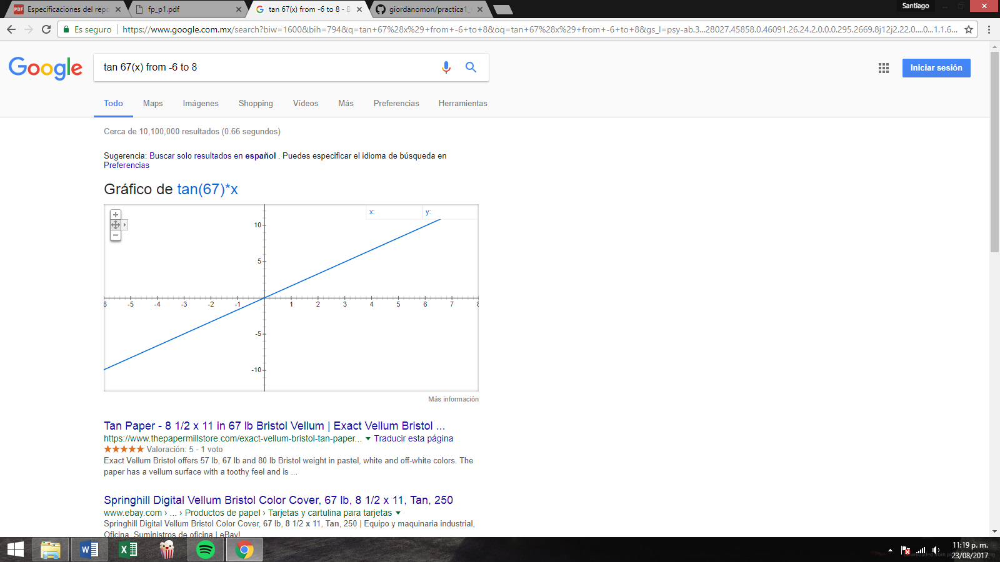 Especificaciones del repo
fp_p1.pdf
tan 67(x) from -6 to 8 - B
giordanomon/practica1_
Santiago
Es seguro
https://www.google.com.mx/search?biw=1600&bih=794&q=tan+67%28x%29+from+-6+to+8&oq=tan+67%28x%29+from+-6+to+8&gs_l=psy-ab.3...28027.45858.0.46091.26.24.2.0.0.0.295.2669.8j12j2.22.0....0...1.1.6...
Google
tan 67(x) from -6 to 8
Iniciar sesión
Todo Maps Imágenes Shopping Vídeos Más Preferencias Herramientas
Cerca de 10,100,000 resultados (0.66 segundos)
Sugerencia: Buscar solo resultados en español . Puedes especificar el idioma de búsqueda en
Preferencias
Gráfico de tan(67)*x
x: y:
10
5
6 -5 -4 -3 -2 -1 1 2 3 4 5 6 7 8
-5
-10
Más información
Tan Paper - 8 1/2 x 11 in 67 lb Bristol Vellum | Exact Vellum Bristol ...
https://www.thepapermillstore.com/exact-vellum-bristol-tan-paper... Traducir esta página
Valoración: 5 - 1 voto
Exact Vellum Bristol offers 57 lb, 67 lb and 80 lb Bristol weight in pastel, white and off-white colors. The
paper has a vellum surface with a toothy feel and is ...
Springhill Digital Vellum Bristol Color Cover, 67 lb, 8 1/2 x 11, Tan, 250
www.ebay.com › ... › Productos de papel › Tarjetas y cartulina para tarjetas
Springhill Digital Vellum Bristol Color Cover, 67 lb, 8 1/2 x 11, Tan, 250 | Equipo y maquinaria industrial,
Oficina, Suministros de oficina | eBay!
11:19 p. m.
23/08/2017